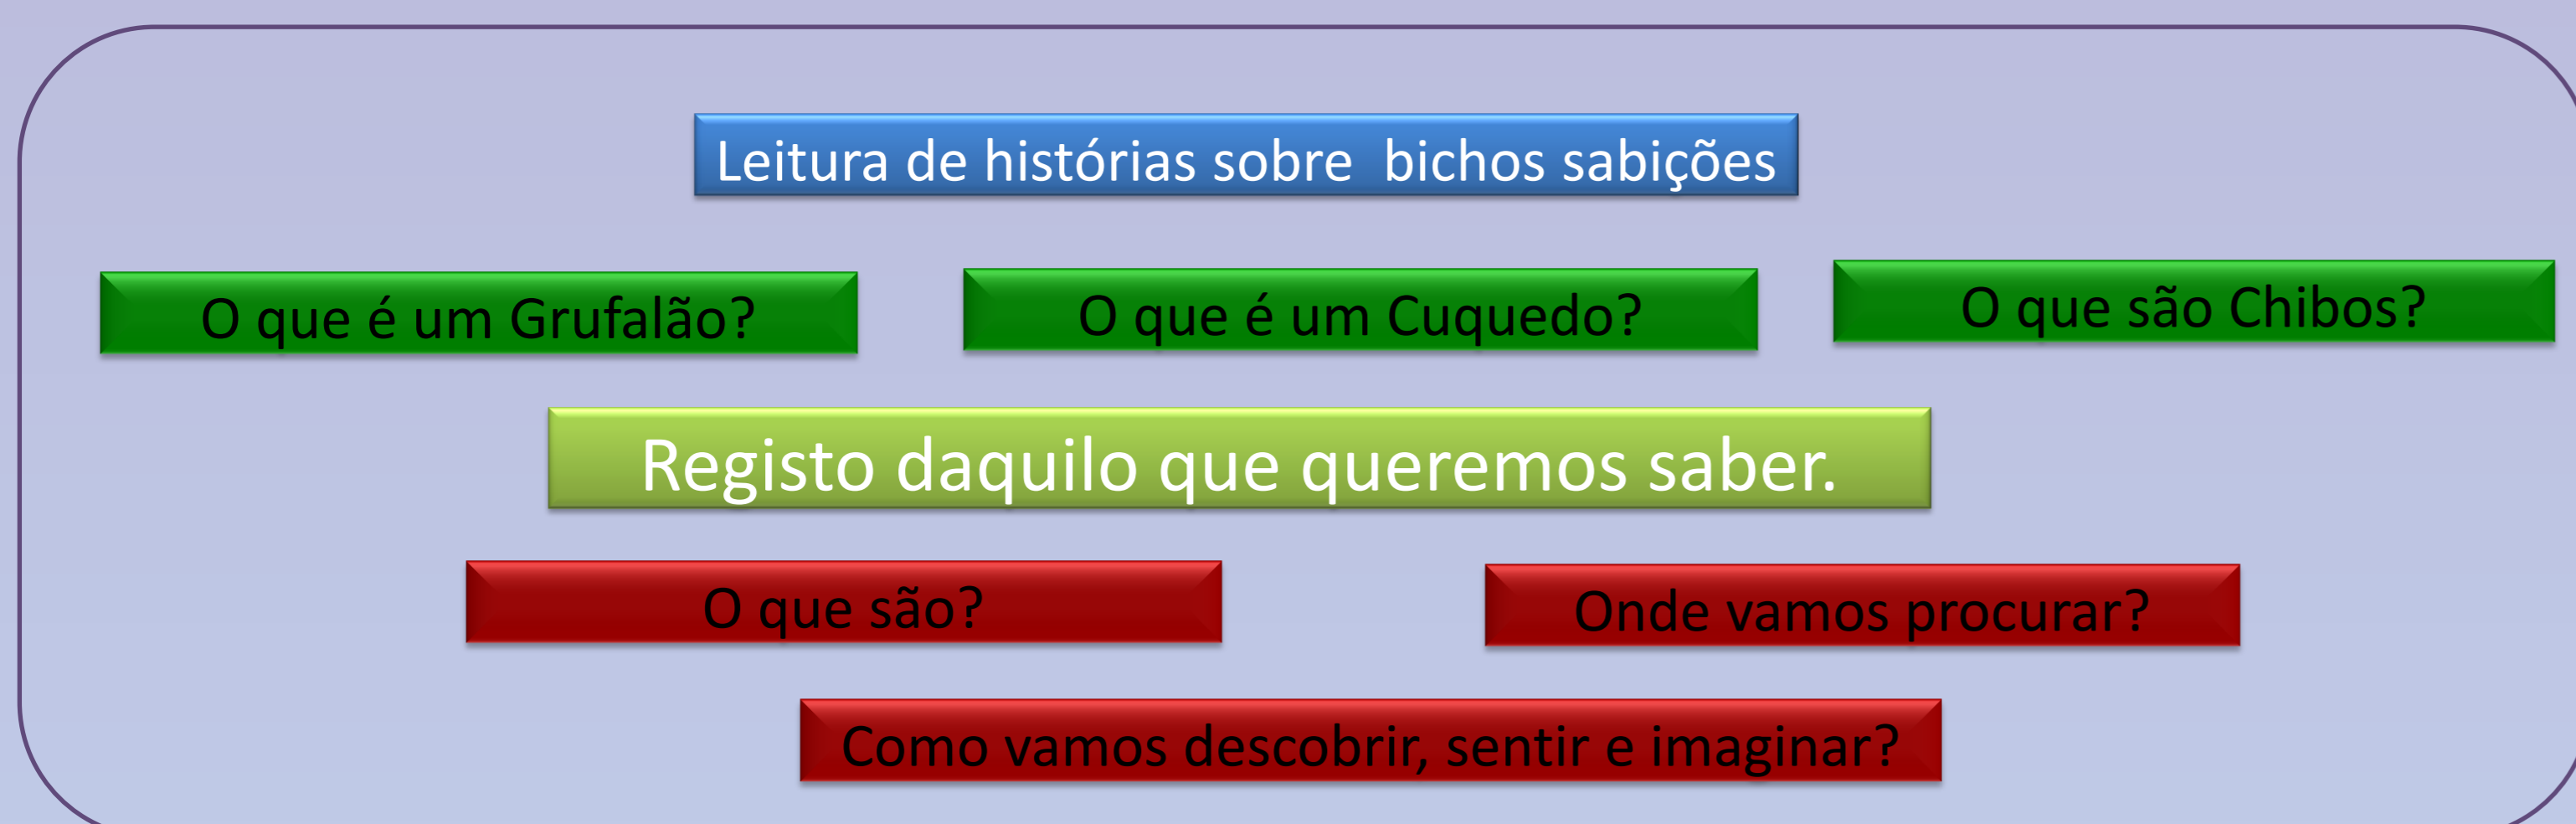 Leitura de histórias sobre  bichos sabições
O que é um Grufalão?
O que é um Cuquedo?
O que são Chibos?
Registo daquilo que queremos saber.
O que são?
Onde vamos procurar?
Como vamos descobrir, sentir e imaginar?